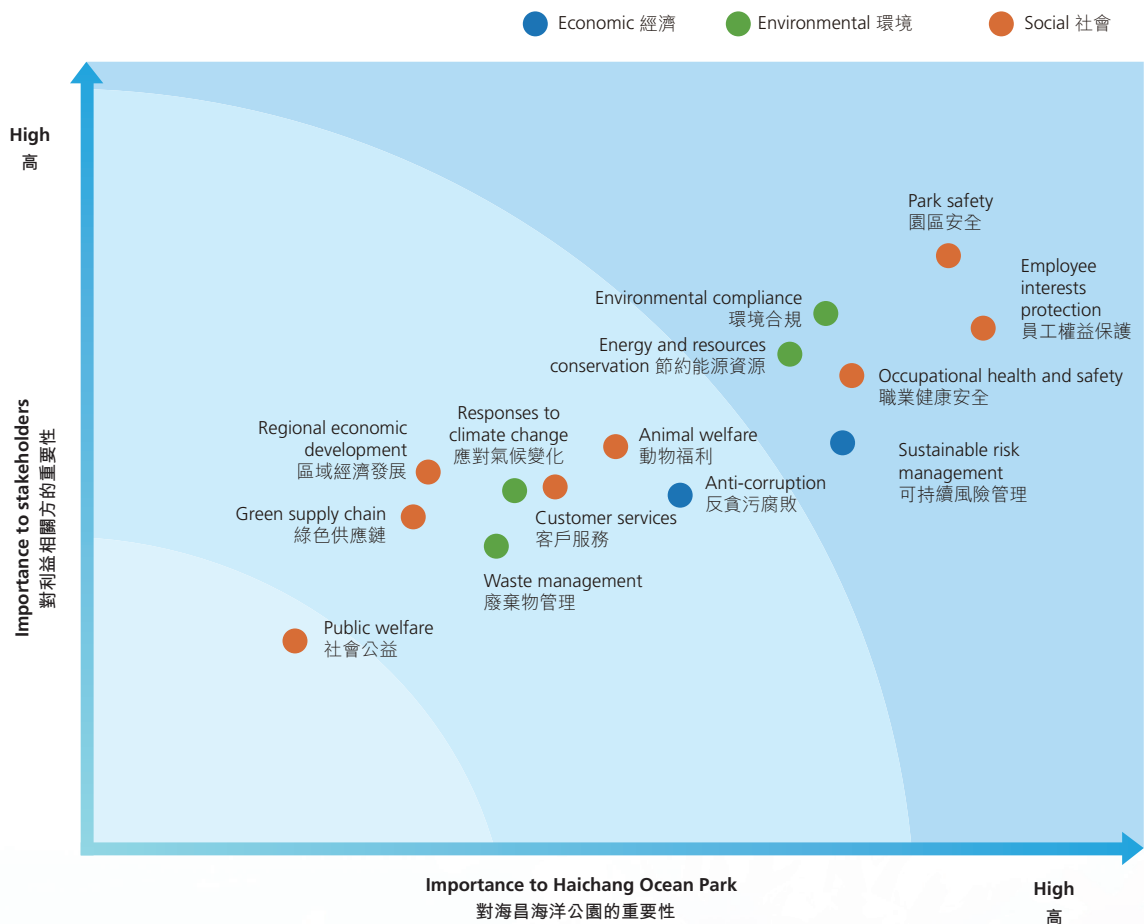 Economic 經濟
Environmental 環境
Social 社會
High
高
Park safety
園區安全
Employee
interests
protection
員工權益保護
Environmental compliance
環境合規
Energy and resources
conservation 節約能源資源
Occupational health and safety
職業健康安全
Regional economic
development
區域經濟發展
Responses to
climate change
應對氣候變化
Animal welfare
動物福利
Sustainable risk
management
可持續風險管理
Anti-corruption
反貪污腐敗
Green supply chain
綠色供應鏈
Customer services
客戶服務
Waste management
廢棄物管理
Public welfare
社會公益
Importance to stakeholders
對利益相關方的重要性
Importance to Haichang Ocean Park
對海昌海洋公園的重要性
High
高